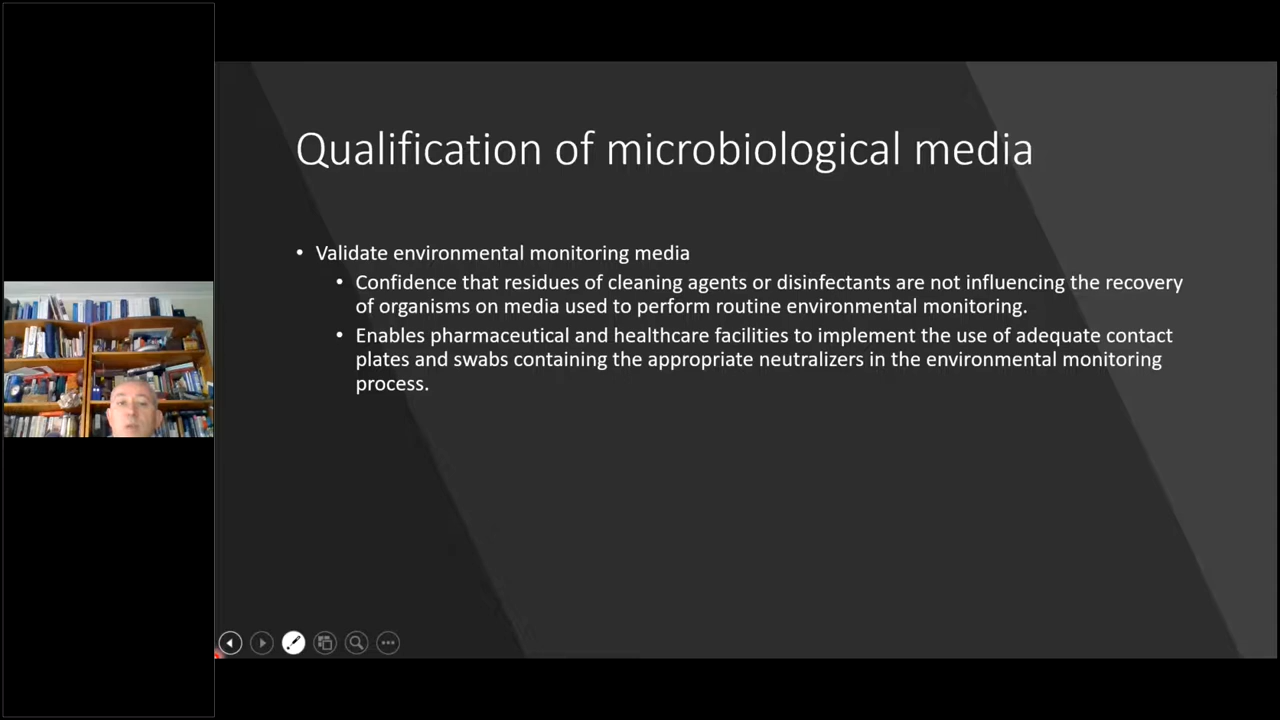 Qualification of microbiological media
• Validate environmental monitoring media
• Confidence that residues of cleaning agents or disinfectants are not influencing the recovery
of organisms on media used to perform routine environmental monitoring.
• Enables pharmaceutical and healthcare facilities to implement the use of adequate contact
plates and swabs containing the appropriate neutralizers in the environmental monitoring
process.